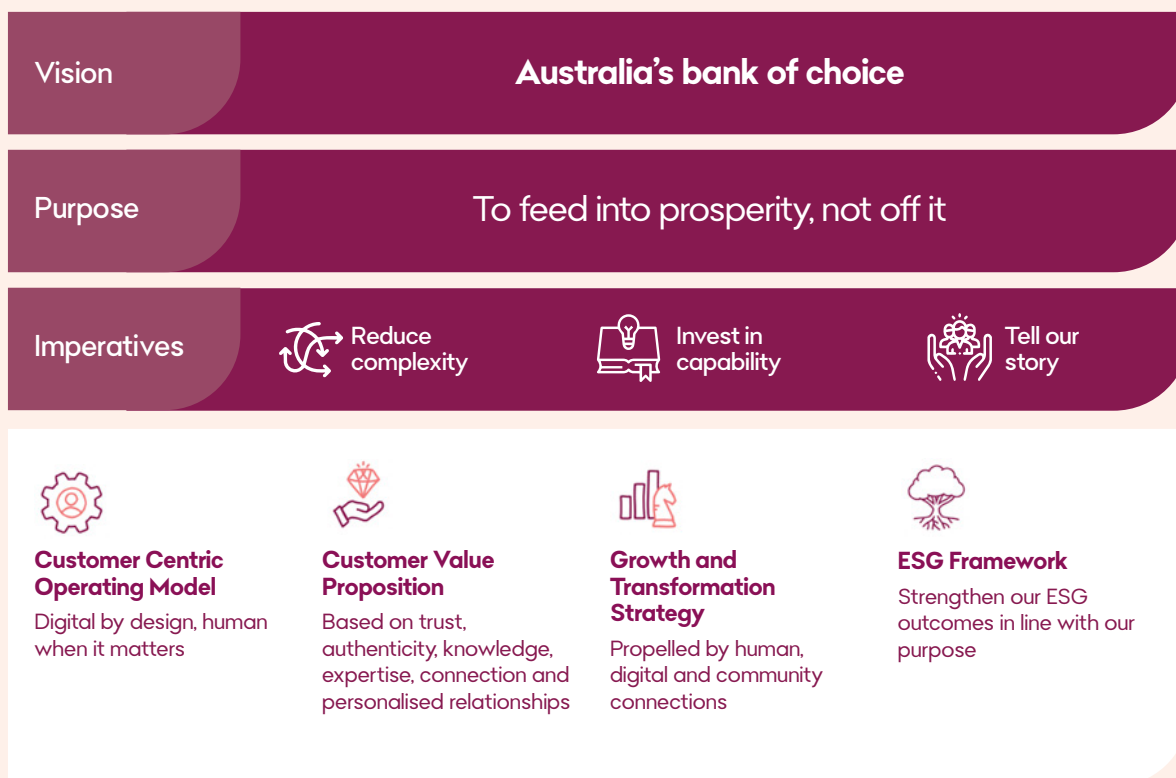 Vision
Australia’s bank of choice
Purpose
To feed into prosperity, not off it
Imperatives
Reduce
complexity
Invest in
capability
Tell our
story
Customer Centric
Operating Model
Digital by design, human
when it matters
Customer Value
Proposition
Based on trust,
authenticity, knowledge,
expertise, connection and
personalised relationships
Growth and
Transformation
Strategy
Propelled by human,
digital and community
connections
ESG Framework
Strengthen our ESG
outcomes in line with our
purpose